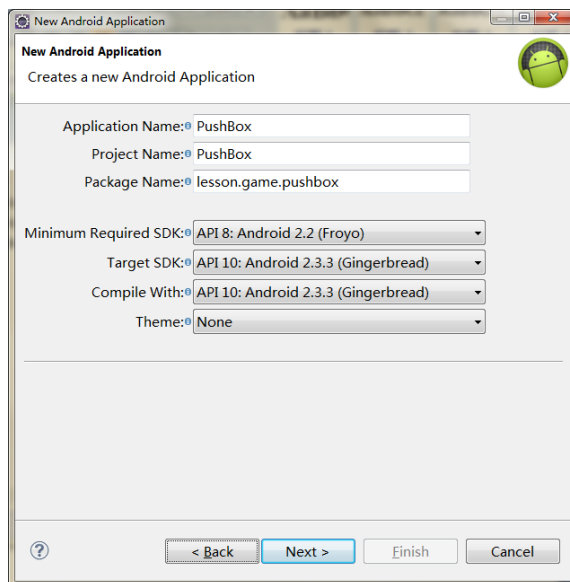 New Android Application
New Android Application
Creates a new Android Application
Application Name: PushBox
Project Name: PushBox
Package Name: lesson.game.pushbox
Minimum Required SDK: API 8: Android 2.2 (Froyo)
Target SDK: API 10: Android 2.3.3 (Gingerbread)
Compile With: API 10: Android 2.3.3 (Gingerbread)
Theme: None
? < Back Next > Finish Cancel